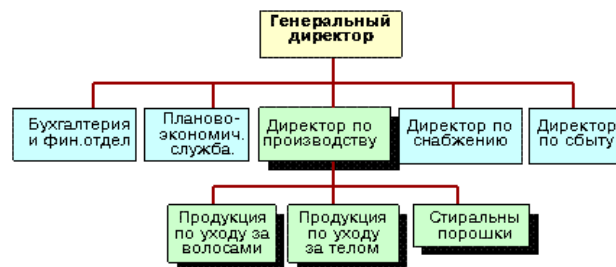 Генеральный
директор
Бухгалтерия
и фин.отдел
Планово-
экономич.
служба.
Директор по
производству
Директор по
снабжению
Директор
по сбыту
Продукция
по уходу за
волосами
Продукция
по уходу
за телом
Стиральны
порошки